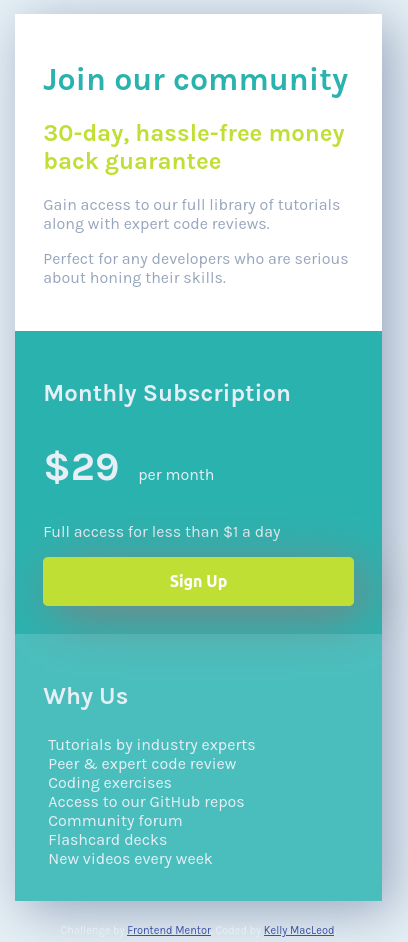 Join our community
30-day, hassle-free money
back guarantee
Gain access to our full library of tutorials
along with expert code reviews.
Perfect for any developers who are serious
about honing their skills.
Monthly Subscription
$29 per month
Full access for less than $1 a day
Sign Up
Why Us
Tutorials by industry experts
Peer & expert code review
Coding exercises
Access to our GitHub repos
Community forum
Flashcard decks
New videos every week
Challenge by Frontend Mentor. Coded by Kelly MacLeod